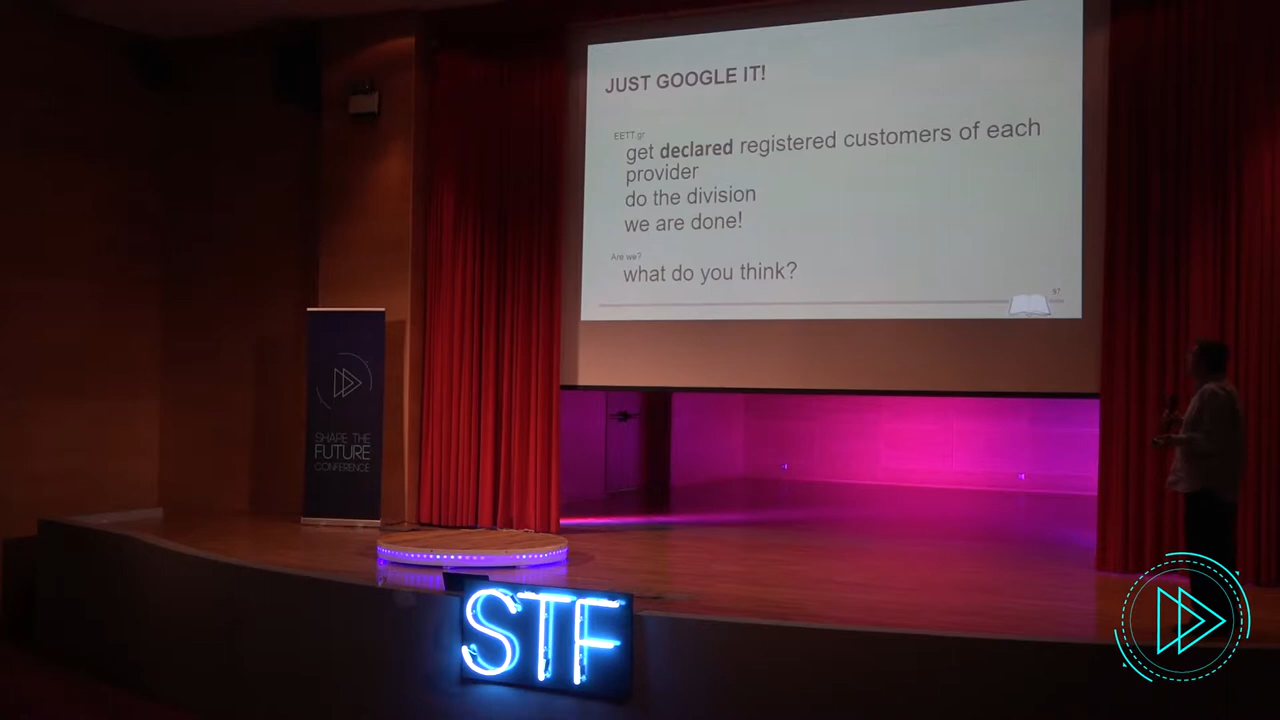 JUST GOOGLE IT!
EETT.gr
get declared registered customers of each
provider
do the division
we are done!
Are we?
what do you think?
SHAPE THE
FUTURE
CONFERENCE
STF